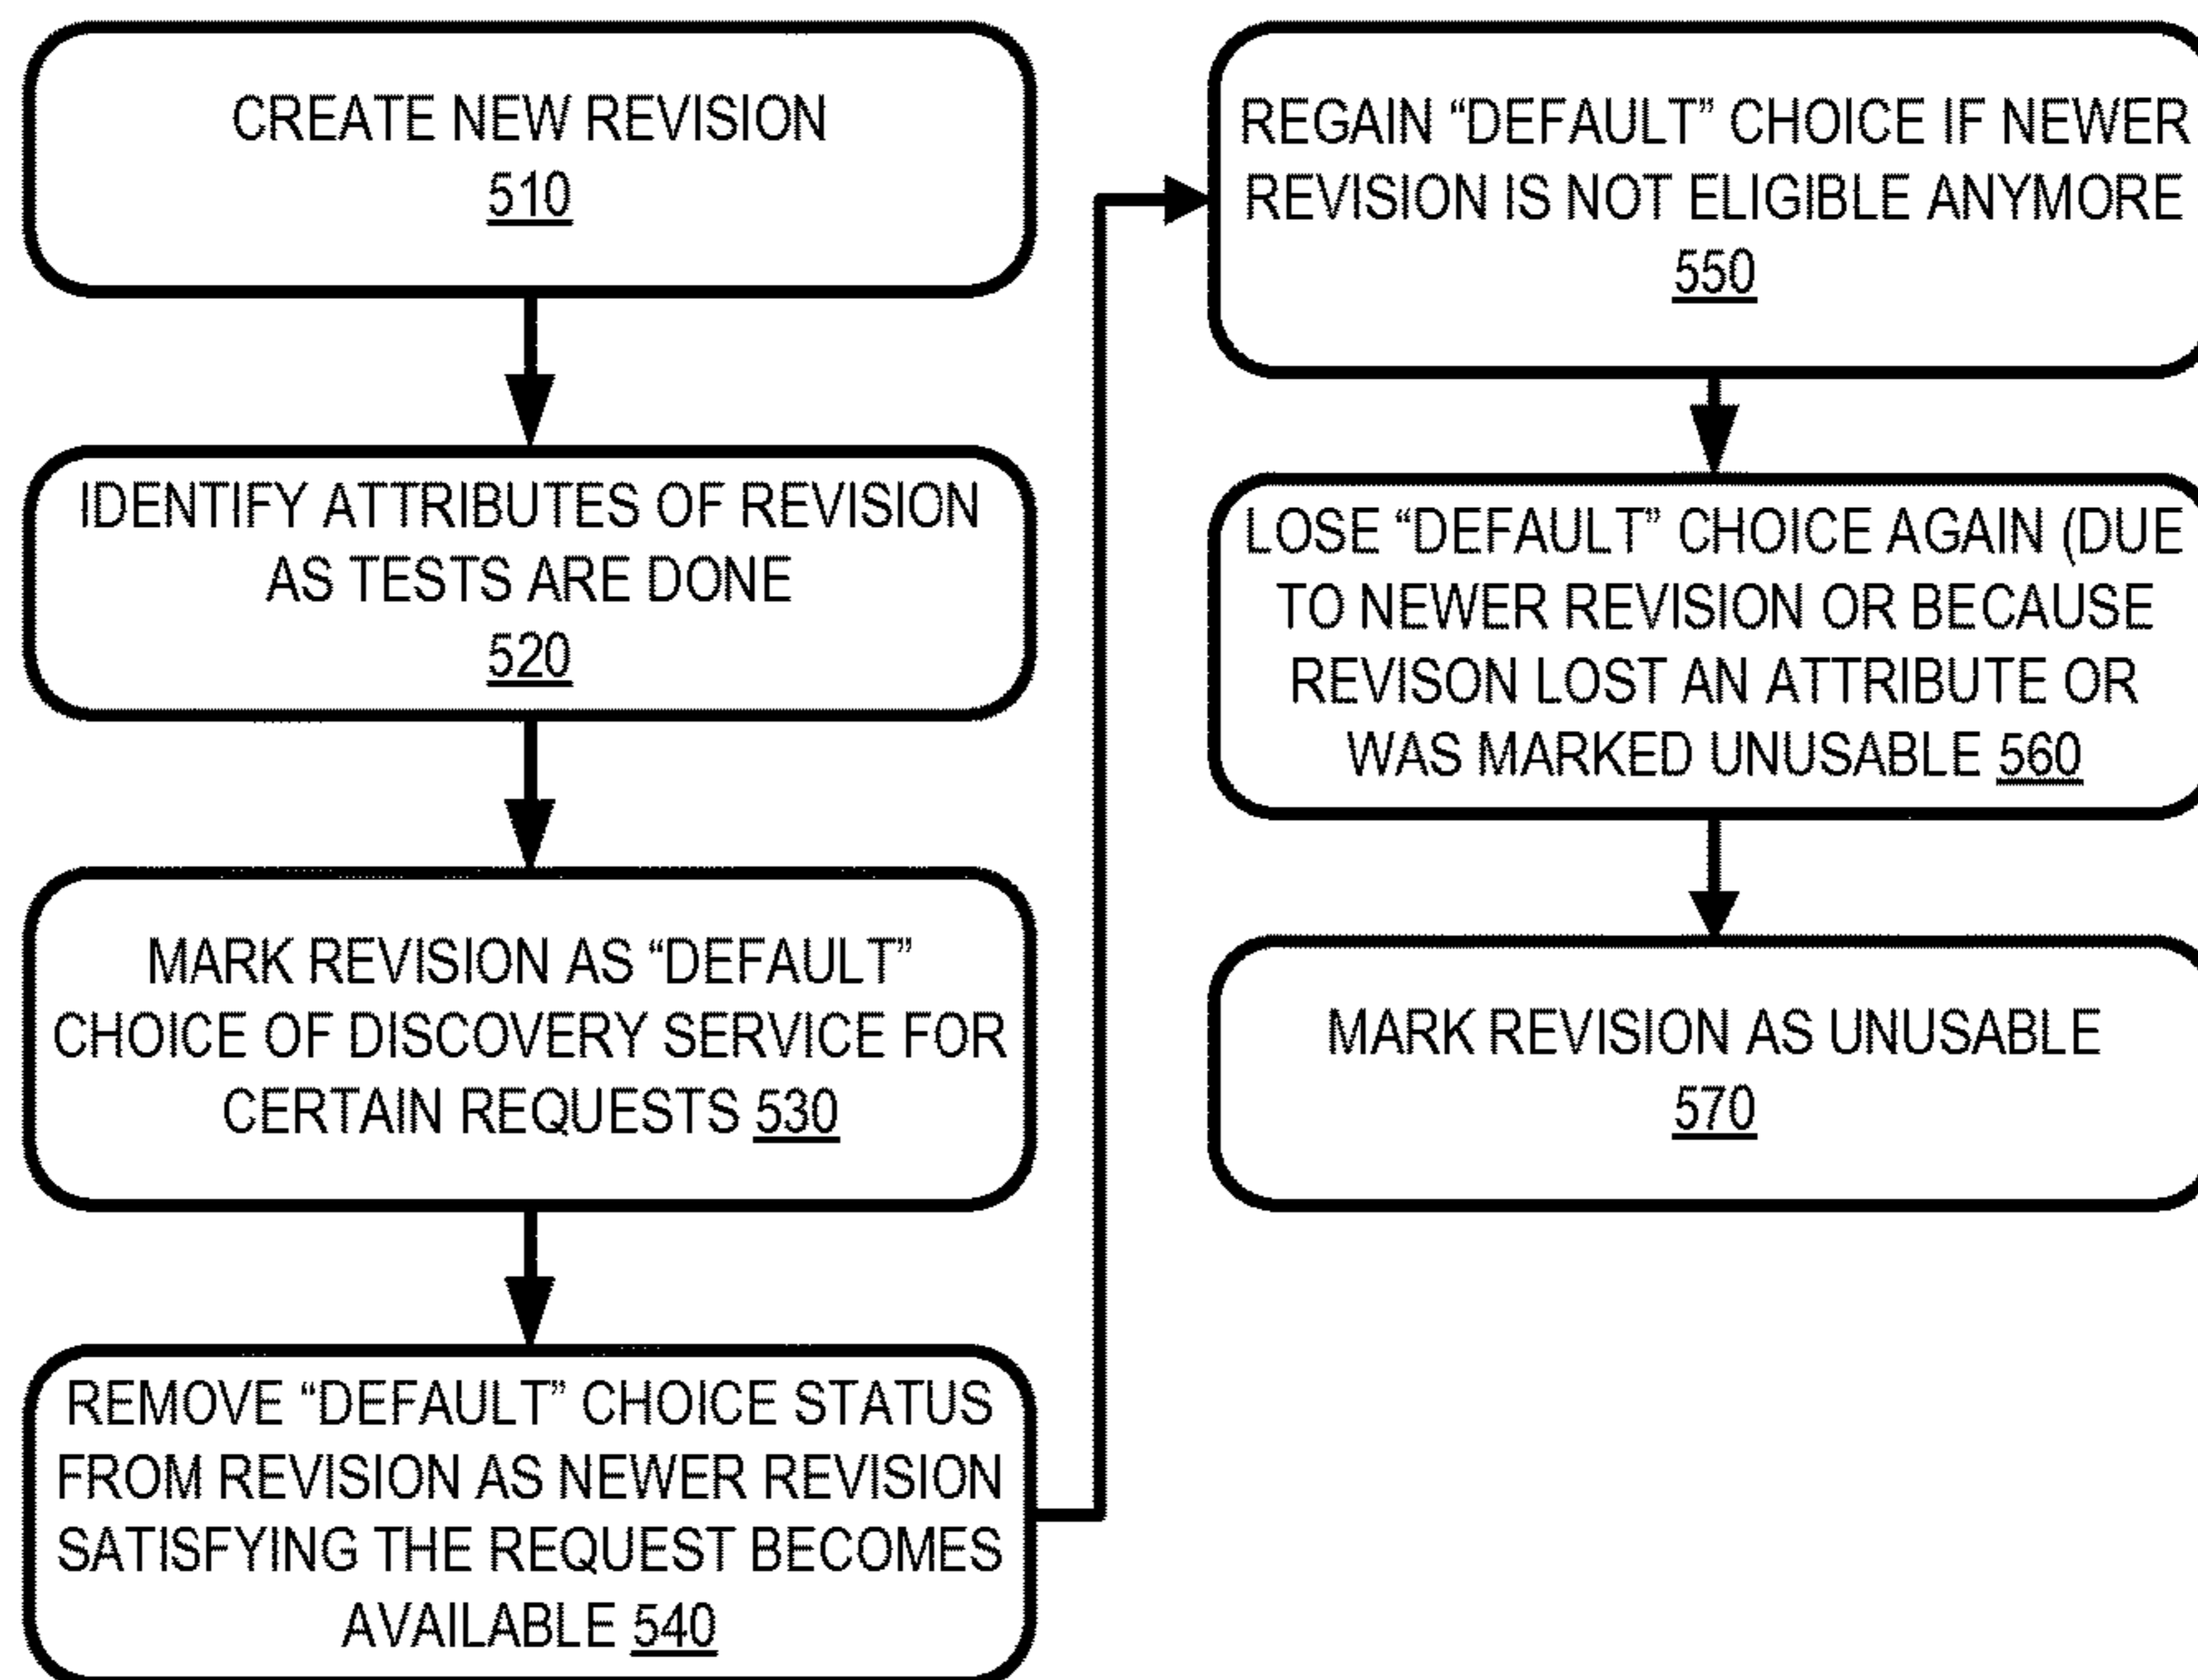 CREATE NEW REVISION
510
IDENTIFY ATTRIBUTES OF REVISION
AS TESTS ARE DONE
520
MARK REVISION AS “DEFAULT”
CHOICE OF DISCOVERY SERVICE FOR
CERTAIN REQUESTS 530
REMOVE “DEFAULT” CHOICE STATUS
FROM REVISION AS NEWER REVISION
SATISFYING THE REQUEST BECOMES
AVAILABLE 540
REGAIN “DEFAULT” CHOICE IF NEWER
REVISION IS NOT ELIGIBLE ANYMORE
550
LOSE “DEFAULT” CHOICE AGAIN (DUE
TO NEWER REVISION OR BECAUSE
REVISON LOST AN ATTRIBUTE OR
WAS MARKED UNUSABLE 560
MARK REVISION AS UNUSABLE
570